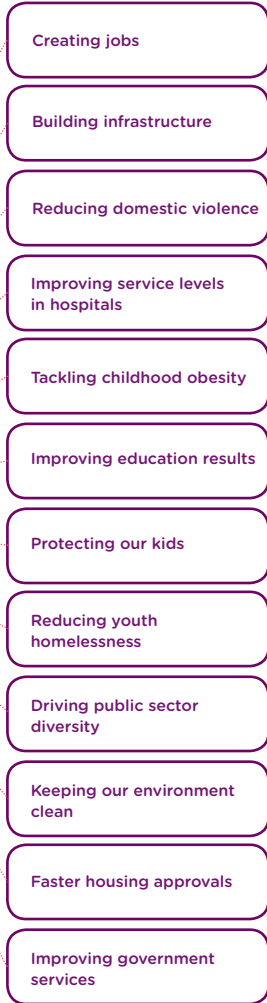 Creating jobs
Building infrastructure
Reducing domestic violence
Improving service levels
in hospitals
Tackling childhood obesity
Improving education results
Protecting our kids
Reducing youth
homelessness
Driving public sector
diversity
Keeping our environment
clean
Faster housing approvals
Improving government
services